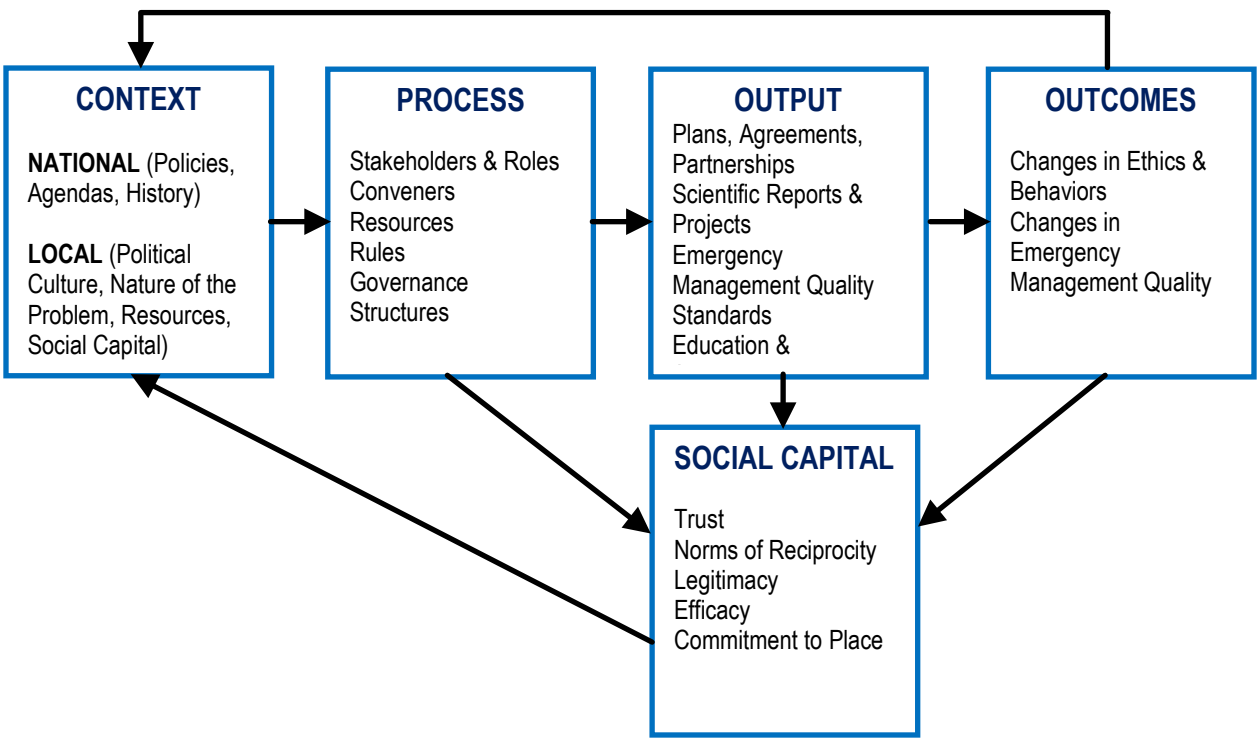 CONTEXT
NATIONAL (Policies,
Agendas, History)
LOCAL (Political
Culture, Nature of the
Problem, Resources,
Social Capital)
PROCESS
Stakeholders & Roles
Conveners
Resources
Rules
Governance
Structures
OUTPUT
Plans, Agreements,
Partnerships
Scientific Reports &
Projects
Emergency
Management Quality
Standards
Education &
OUTCOMES
Changes in Ethics &
Behaviors
Changes in
Emergency
Management Quality
SOCIAL CAPITAL
Trust
Norms of Reciprocity
Legitimacy
Efficacy
Commitment to Place